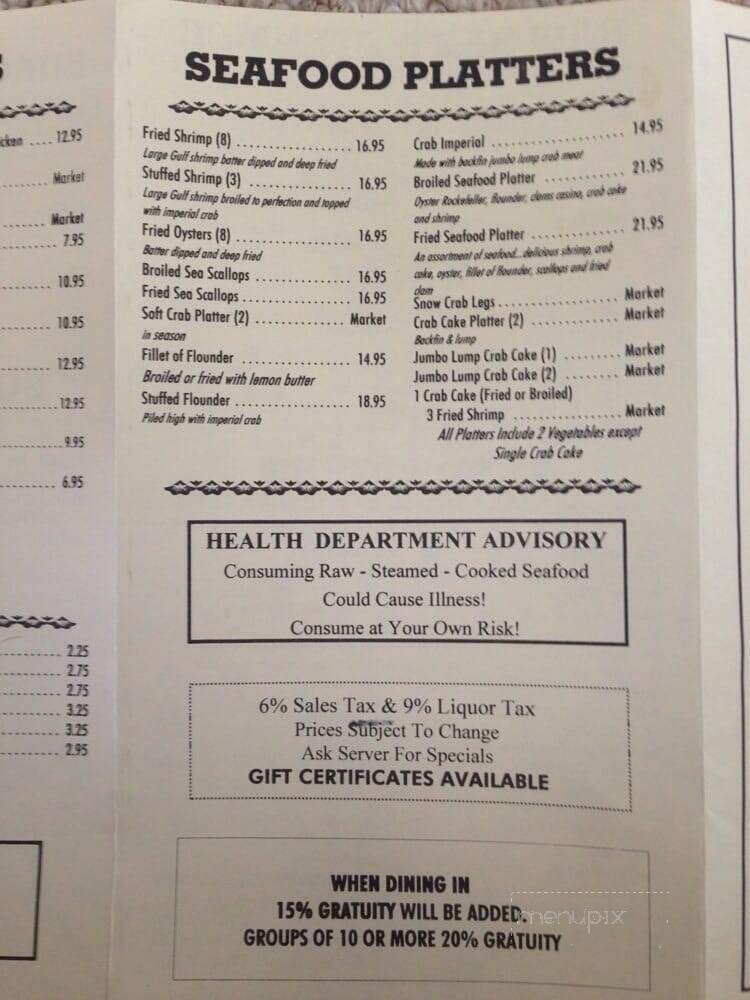 S
SEAFOOD PLATTERS
cken .... 12.95
..... Market
........ Market
............... 7.95
............ 10.95
............ 10.95
............ 12.95
............ 12.95
............ 9.95
............ 6.95
............ 2.25
............ 2.75
............ 2.75
............ 3.25
............ 3.25
............ 2.95
Fried Shrimp (8) .................... 16.95
Large Gulf shrimp batter dipped and deep fried
Stuffed Shrimp (3) .................. 16.95
Large Gulf shrimp broiled to perfection and topped
with imperial crab
Fried Oysters (8) .................... 16.95
Batter dipped and deep fried
Broiled Sea Scallops ................. 16.95
Fried Sea Scallops ................... 16.95
Soft Crab Platter (2) ............... Market
in season
Fillet of Flounder ................... 14.95
Broiled or fried with lemon butter
Stuffed Flounder .................... 18.95
Piled high with imperial crab
Crab Imperial ...................... 14.95
Made with backfin jumbo lump crab meat
Broiled Seafood Platter ............. 21.95
Oyster Rockefeller, flounder, clams casino, crab cake
and shrimp
Fried Seafood Platter ............... 21.95
An assortment of seafood... delicious shrimp, crab
cake, oyster, fillet of flounder, scallops and fried
clam
Snow Crab Legs .................... Market
Crab Cake Platter (2) .............. Market
Backfin & lump
Jumbo Lump Crab Cake (1) ........ Market
Jumbo Lump Crab Cake (2) ........ Market
1 Crab Cake (Fried or Broiled)
3 Fried Shrimp .................... Market
All Platters Include 2 Vegetables except
Single Crab Cake
HEALTH DEPARTMENT ADVISORY
Consuming Raw - Steamed - Cooked Seafood
Could Cause Illness!
Consume at Your Own Risk!
6% Sales Tax & 9% Liquor Tax
Prices Subject To Change
Ask Server For Specials
GIFT CERTIFICATES AVAILABLE
WHEN DINING IN
15% GRATUITY WILL BE ADDED.
GROUPS OF 10 OR MORE 20% GRATUITY
menupix